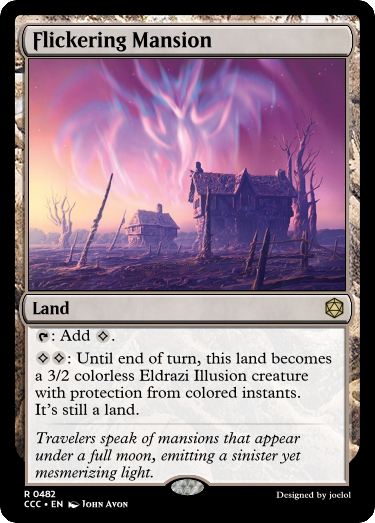 Flickering Mansion
Land
: Add .
: Until end of turn, this land becomes
a 3/2 colorless Eldrazi Illusion creature
with protection from colored instants.
It's still a land.
Travelers speak of mansions that appear
under a full moon, emitting a sinister yet
mesmerizing light.
R 0482
CCC • EN John Avon
Designed by joelol